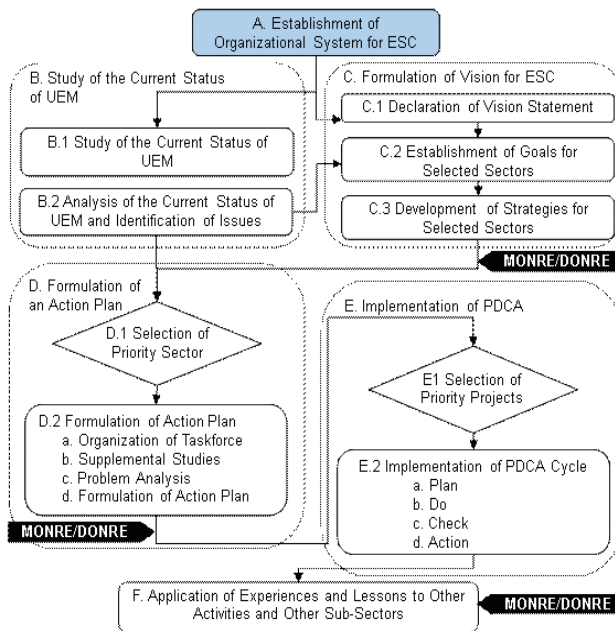 A. Establishment of
Organizational System for ESC
B. Study of the Current Status
of UEM
B.1 Study of the Current Status of
UEM
B.2 Analysis of the Current Status of
UEM and Identification of Issues
C. Formulation of Vision for ESC
C.1 Declaration of Vision Statement
C.2 Establishment of Goals for
Selected Sectors
C.3 Development of Strategies for
Selected Sectors
MONRE/DONRE
D. Formulation of
an Action Plan
D.1 Selection of
Priority Sector
D.2 Formulation of Action Plan
a. Organization of Taskforce
b. Supplemental Studies
c. Problem Analysis
d. Formulation of Action Plan
MONRE/DONRE
E. Implementation of PDCA
E1 Selection of
Priority Projects
E.2 Implementation of PDCA Cycle
a. Plan
b. Do
c. Check
d. Action
F. Application of Experiences and Lessons to Other
Activities and Other Sub-Sectors
MONRE/DONRE